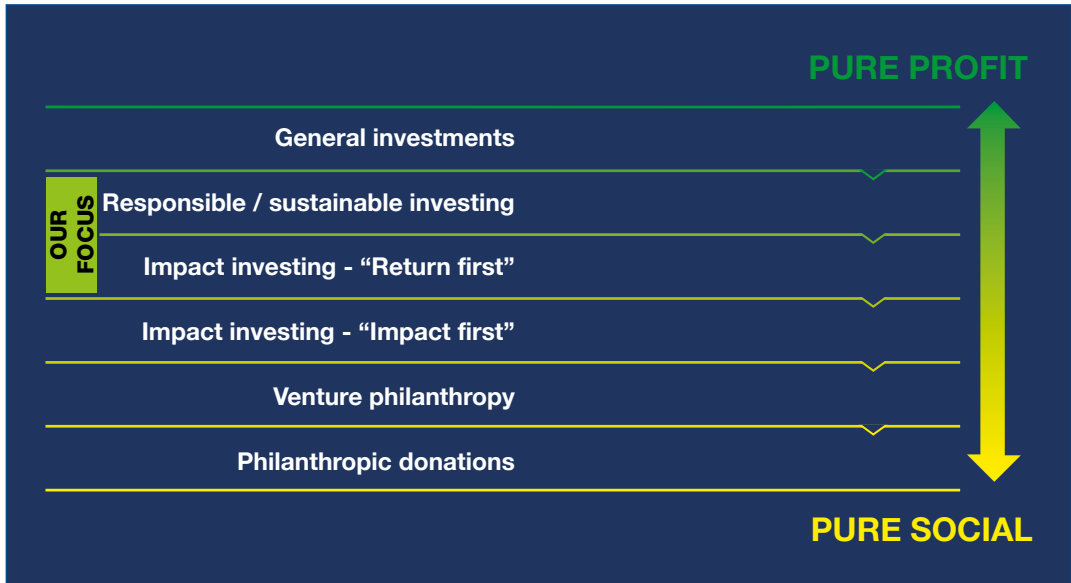 PURE PROFIT
General investments
OUR
FOCUS
Responsible / sustainable investing
Impact investing - “Return first”
Impact investing - “Impact first”
Venture philanthropy
Philanthropic donations
PURE SOCIAL